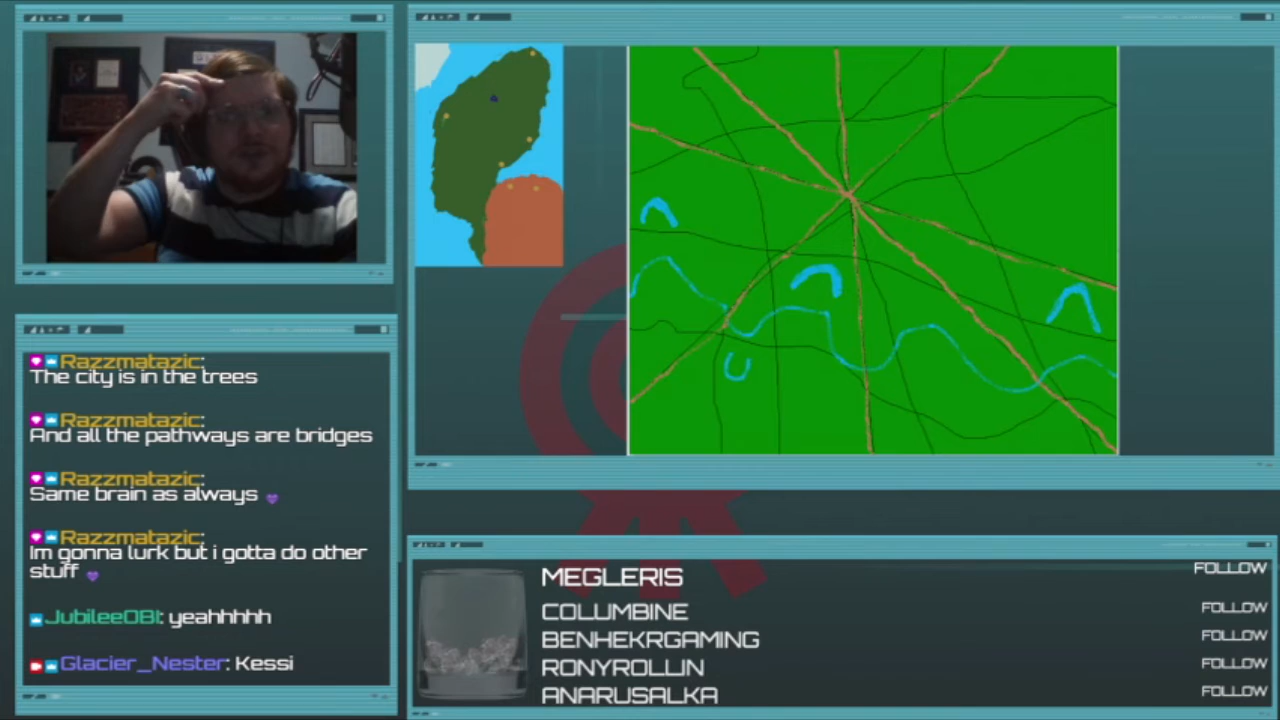 Razzmatazic:
The city is in the trees
Razzmatazic:
And all the pathways are bridges
Razzmatazic:
Same brain as always
Razzmatazic:
Im gonna lurk but i gotta do other
stuff
JubileeOBI: yeahhhhh
Glacier_Nester: Kessi
MEGLERIS FOLLOW
COLUMBINE FOLLOW
BENHEKRGAMING FOLLOW
RONYROLLIN FOLLOW
ANARUSALKA FOLLOW